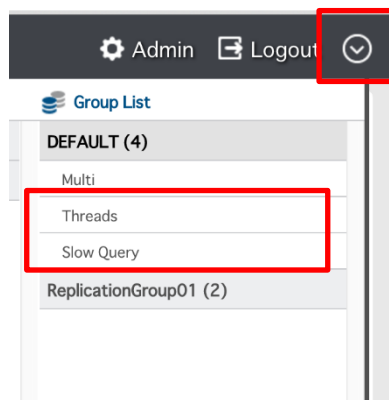 Admin Logout
Group List
DEFAULT (4)
Multi
Threads
Slow Query
ReplicationGroup01 (2)